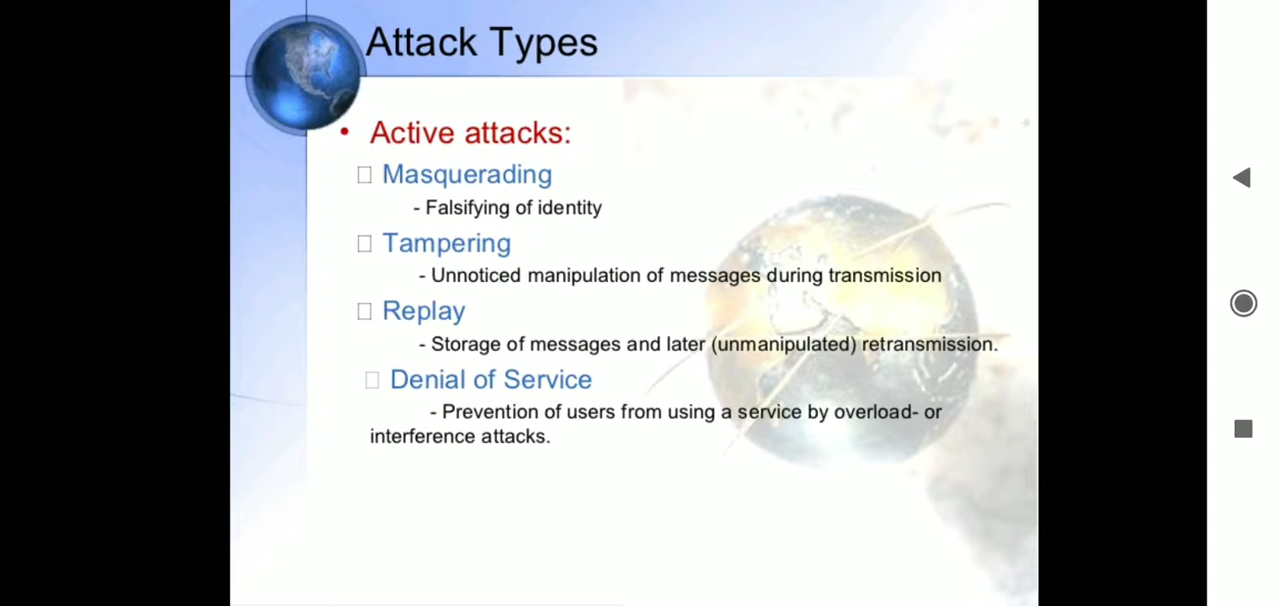 Attack Types
• Active attacks:
Masquerading
- Falsifying of identity
Tampering
- Unnoticed manipulation of messages during transmission
Replay
- Storage of messages and later (unmanipulated) retransmission.
Denial of Service
- Prevention of users from using a service by overload- or
interference attacks.